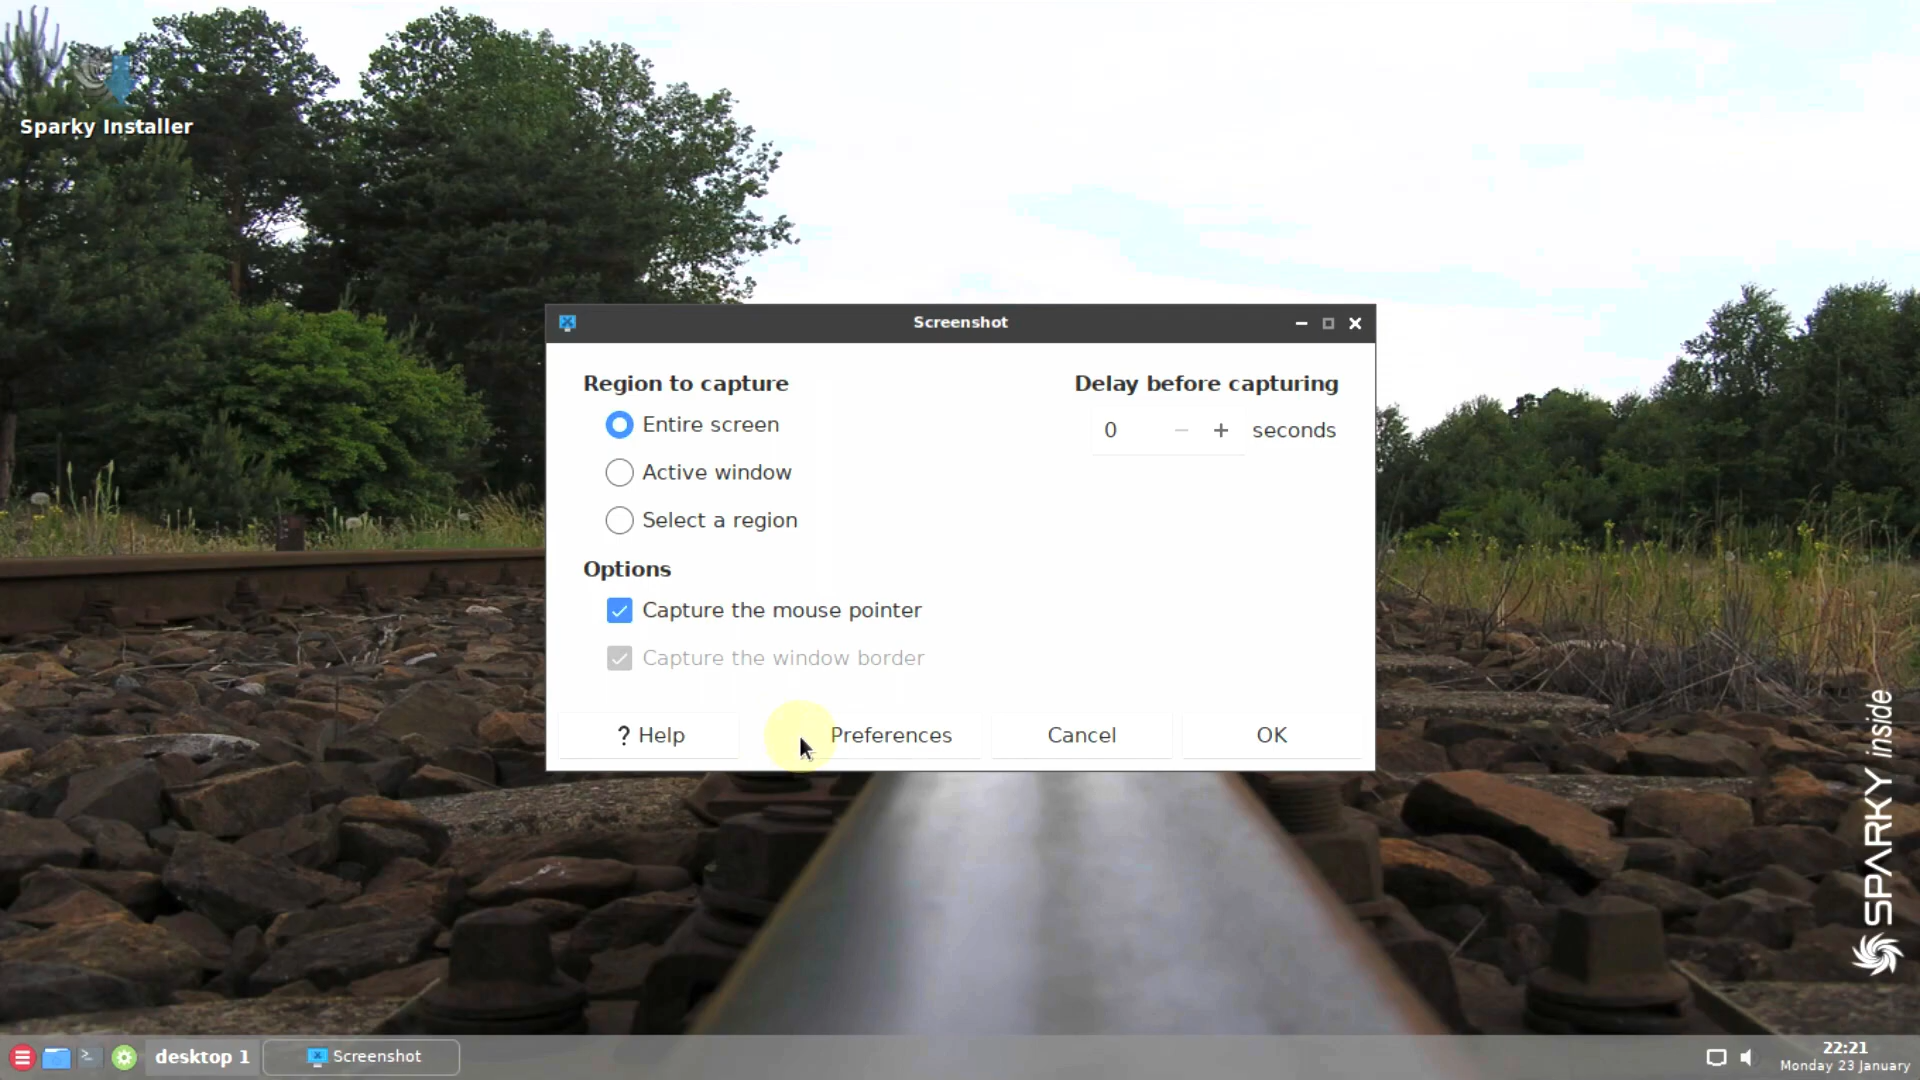 Sparky Installer
Screenshot
Region to capture
Entire screen
Active window
Select a region
Delay before capturing
0 − + seconds
Options
Capture the mouse pointer
Capture the window border
? Help
Preferences
Cancel
OK
SPARKY inside
desktop 1
Screenshot
22:21
Monday 23 January